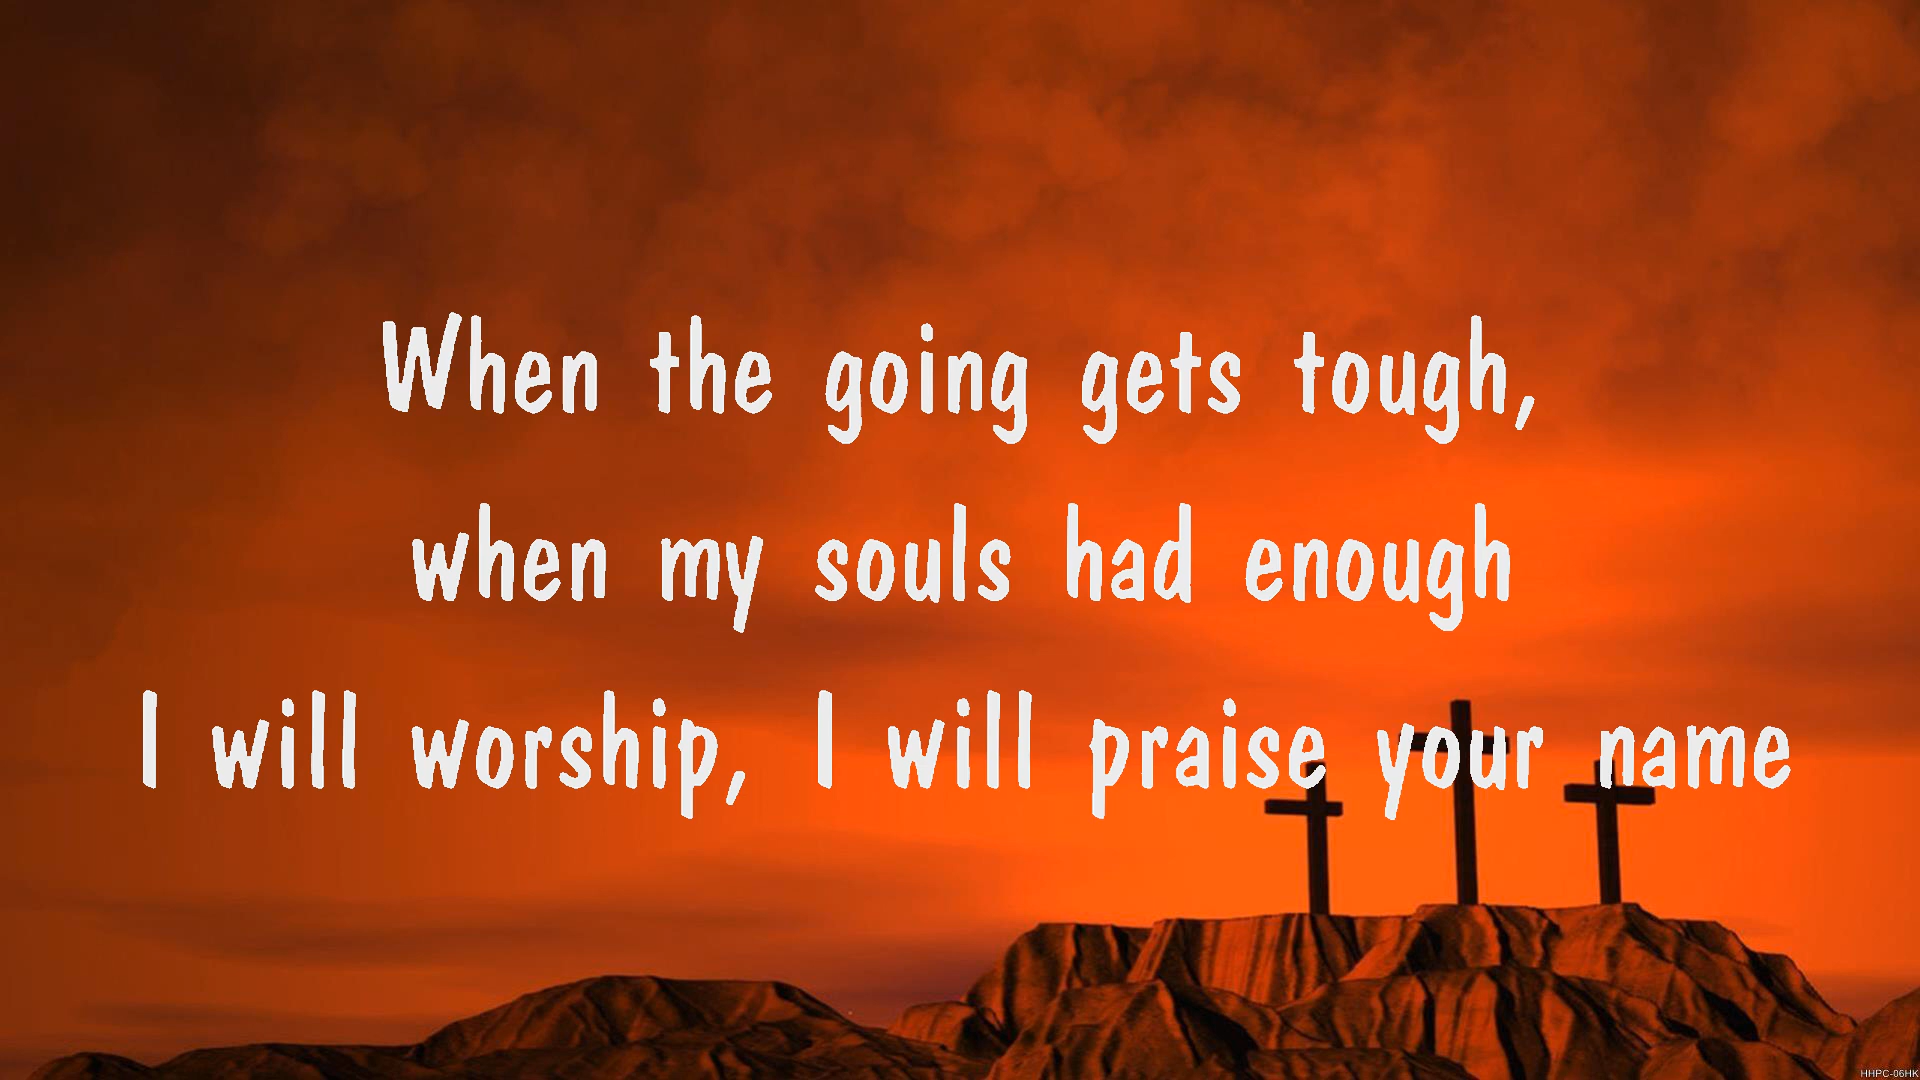 When the going gets tough,
when my souls had enough
I will worship, I will praise your name
HHPC-06HK